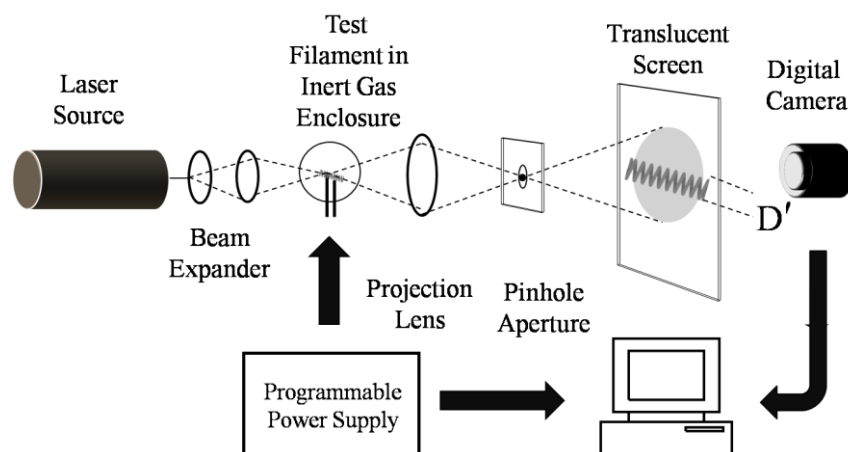 Laser
Source
Test
Filament in
Inert Gas
Enclosure
Translucent
Screen
Digital
Camera
Beam
Expander
Projection
Lens
Pinhole
Aperture
D'
Programmable
Power Supply